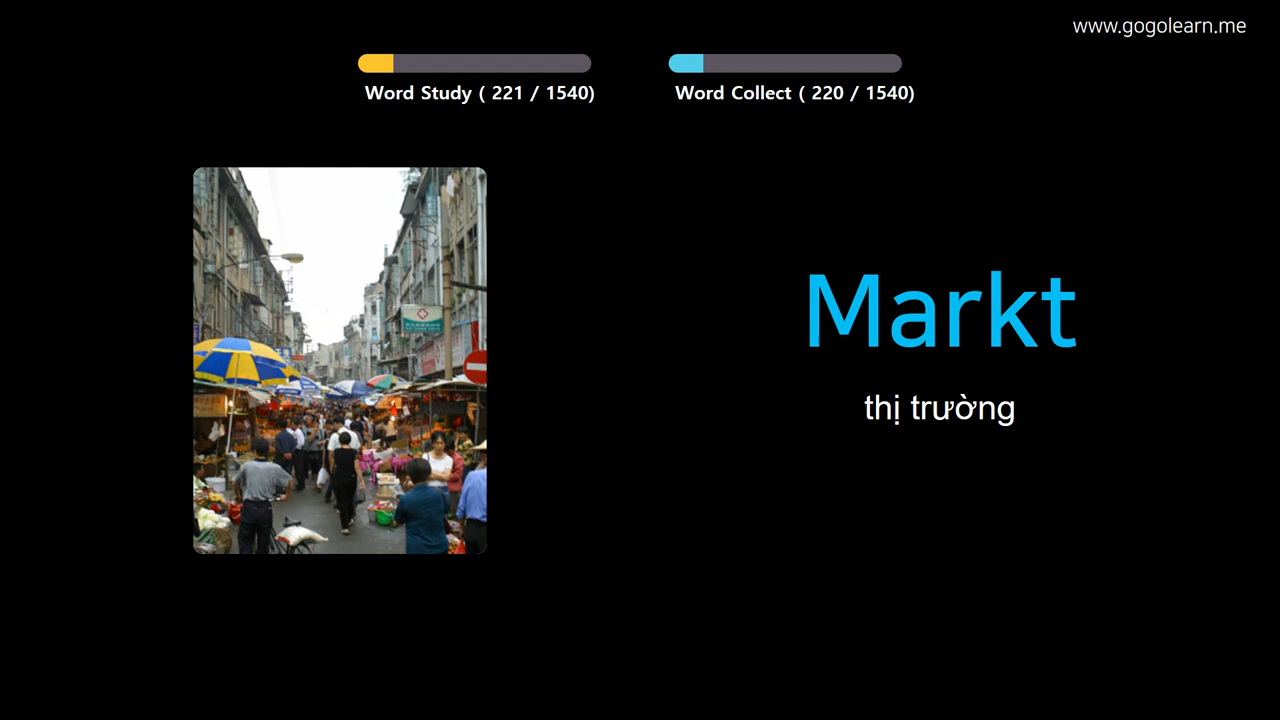 www.gogolearn.me
Word Study ( 221 / 1540)
Word Collect ( 220 / 1540)
Markt
thị trường